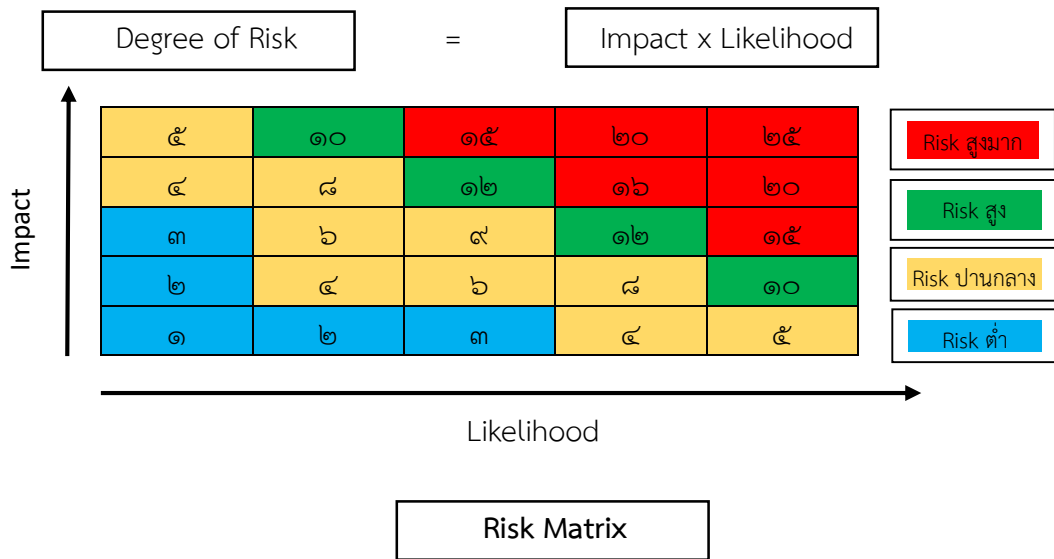 Degree of Risk = Impact x Likelihood
Impact
๕ ๑๐ ๑๕ ๒๐ ๒๕
๔ ๘ ๑๒ ๑๖ ๒๐
๓ ๖ ๙ ๑๒ ๑๕
๒ ๔ ๖ ๘ ๑๐
๑ ๒ ๓ ๔ ๕
Risk สูงมาก
Risk สูง
Risk ปานกลาง
Risk ต่ำ
Likelihood
Risk Matrix